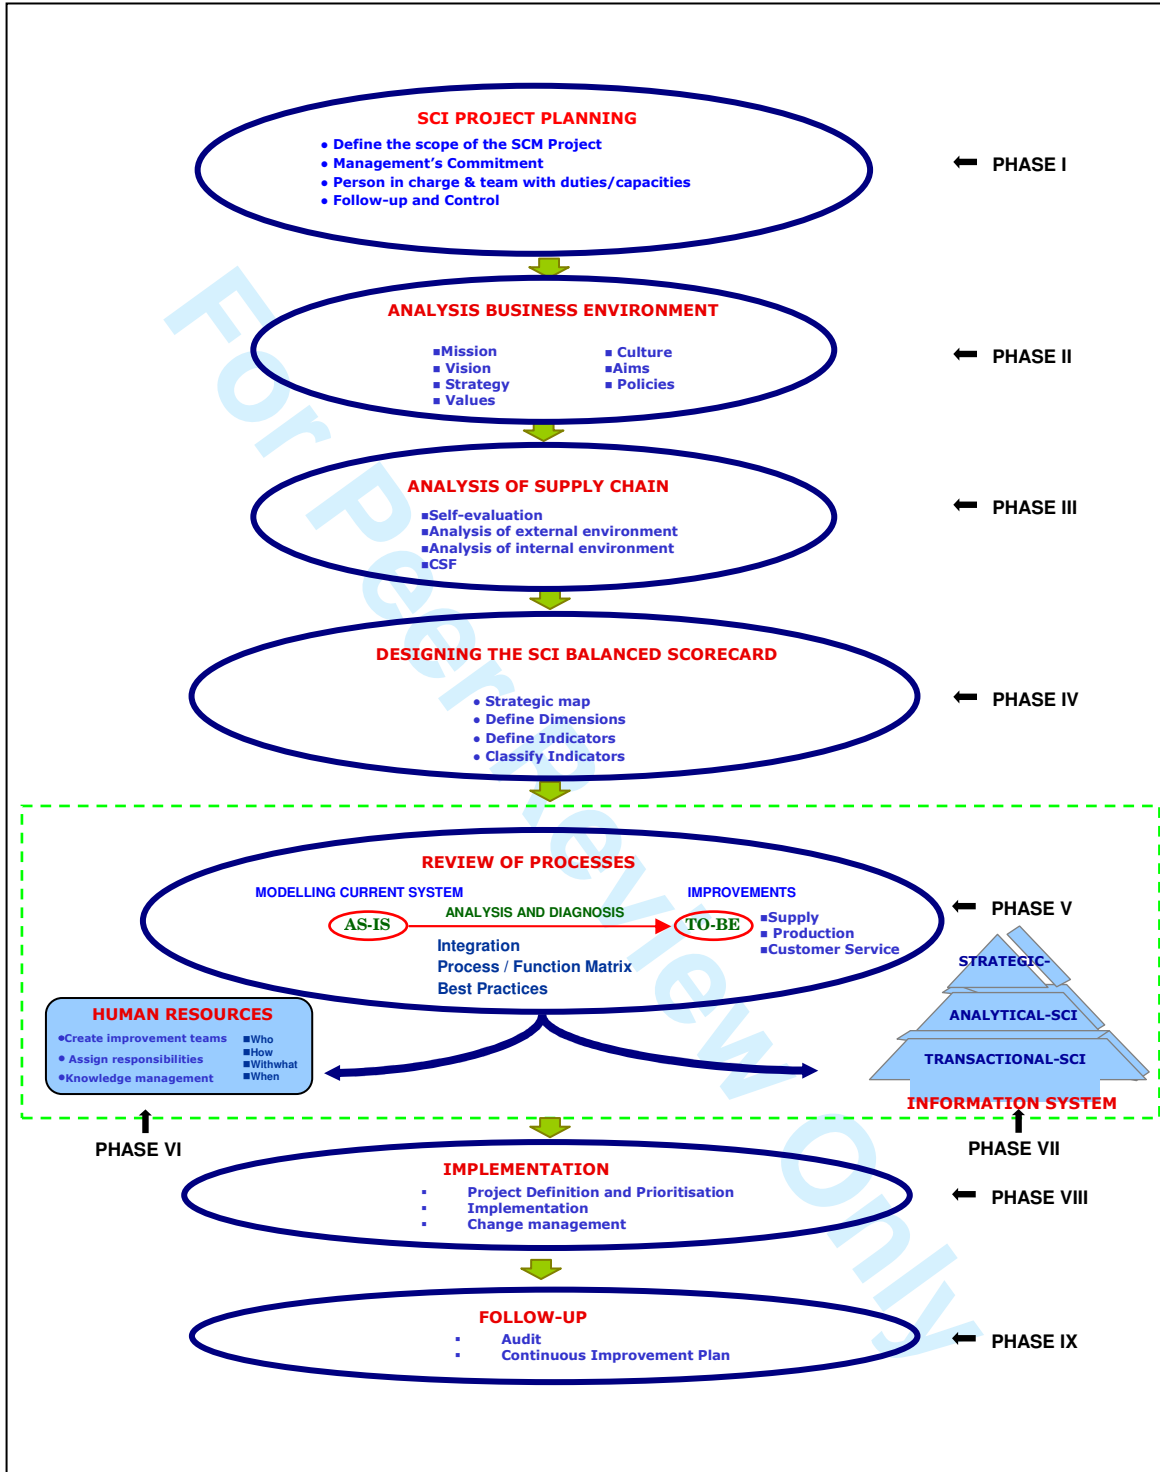 SCI PROJECT PLANNING
● Define the scope of the SCM Project
● Management's Commitment
● Person in charge & team with duties/capacities
● Follow-up and Control
PHASE I
ANALYSIS BUSINESS ENVIRONMENT
■Mission
■ Vision
■ Strategy
■ Values
■ Culture
■Aims
■ Policies
PHASE II
ANALYSIS OF SUPPLY CHAIN
■Self-evaluation
■Analysis of external environment
■Analysis of internal environment
■CSF
PHASE III
DESIGNING THE SCI BALANCED SCORECARD
● Strategic map
● Define Dimensions
● Define Indicators
● Classify Indicators
PHASE IV
REVIEW OF PROCESSES
MODELLING CURRENT SYSTEM
IMPROVEMENTS
AS-IS
ANALYSIS AND DIAGNOSIS
TO-BE
■Supply
■ Production
■Customer Service
Integration
Process / Function Matrix
Best Practices
PHASE V
HUMAN RESOURCES
●Create improvement teams
● Assign responsibilities
●Knowledge management
■Who
■How
■Withwhat
■When
PHASE VI
STRATEGIC-
ANALYTICAL-SCI
TRANSACTIONAL-SCI
INFORMATION SYSTEM
PHASE VII
IMPLEMENTATION
▪ Project Definition and Prioritisation
▪ Implementation
▪ Change management
PHASE VIII
FOLLOW-UP
▪ Audit
▪ Continuous Improvement Plan
PHASE IX
For Peer Review Only